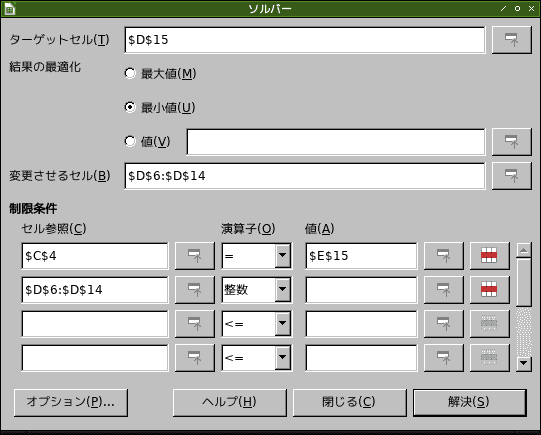 ソルバー
ターゲットセル(T) $D$15
結果の最適化 最大値(M)
最小値(U)
値(V)
変更させるセル(B) $D$6:$D$14
制限条件
セル参照(C) 演算子(O) 値(A)
$C$4 = $E$15
$D$6:$D$14 整数
<=
<=
オプション(P)... ヘルプ(H) 閉じる(C) 解決(S)